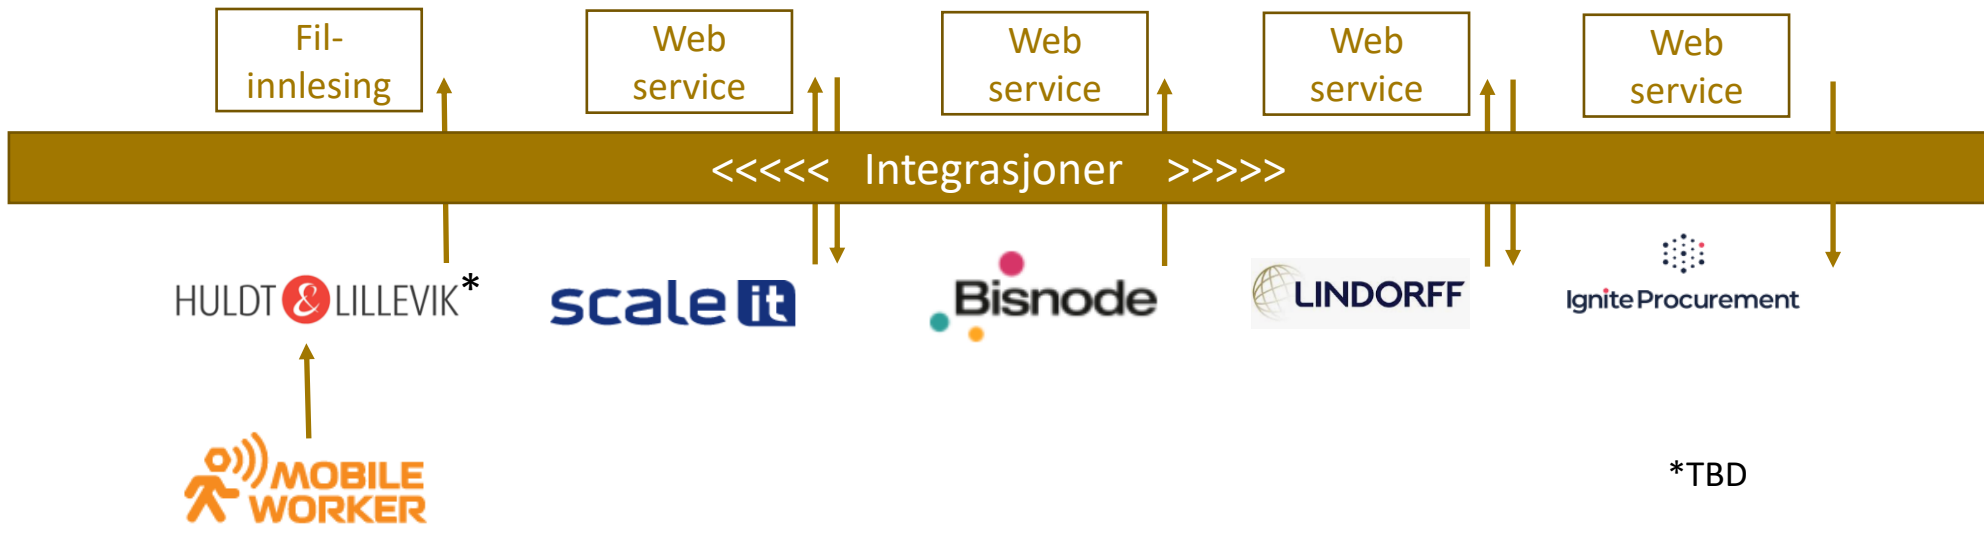 Fil-
innlesing
Web
service
Web
service
Web
service
Web
service
<<<<< Integrasjoner >>>>>
HULDT & LILLEVIK*
scale it
Bisnode
LINDORFF
Ignite Procurement
MOBILE
WORKER
*TBD